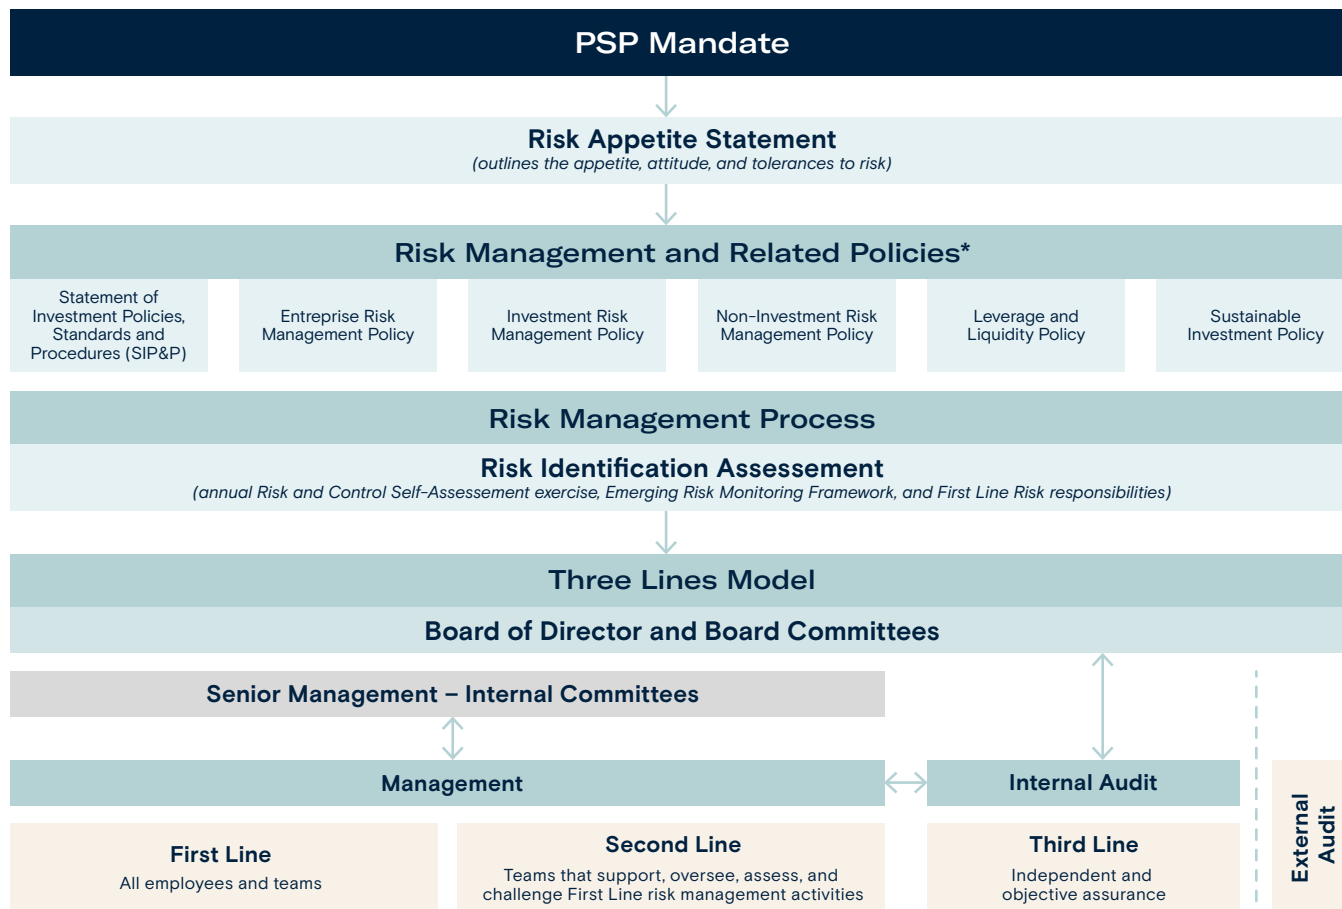 PSP Mandate
Risk Appetite Statement
(outlines the appetite, attitude, and tolerances to risk)
Risk Management and Related Policies*
Statement of
Investment Policies,
Standards and
Procedures (SIP&P)
Entreprise Risk
Management Policy
Investment Risk
Management Policy
Non-Investment Risk
Management Policy
Leverage and
Liquidity Policy
Sustainable
Investment Policy
Risk Management Process
Risk Identification Assessement
(annual Risk and Control Self-Assessement exercise, Emerging Risk Monitoring Framework, and First Line Risk responsibilities)
Three Lines Model
Board of Director and Board Committees
Senior Management – Internal Committees
Management
Internal Audit
First Line
All employees and teams
Second Line
Teams that support, oversee, assess, and
challenge First Line risk management activities
Third Line
Independent and
objective assurance
External
Audit